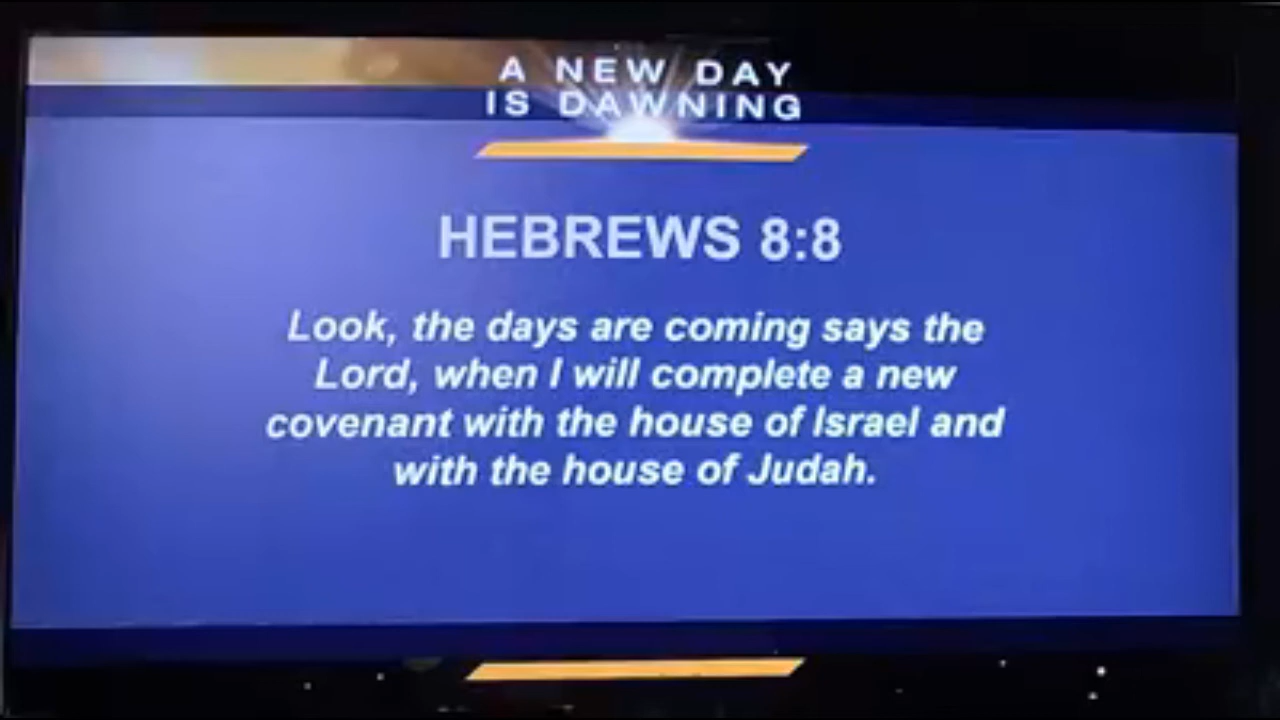 A NEW DAY
IS DAWNING
HEBREWS 8:8
Look, the days are coming says the
Lord, when I will complete a new
covenant with the house of Israel and
with the house of Judah.